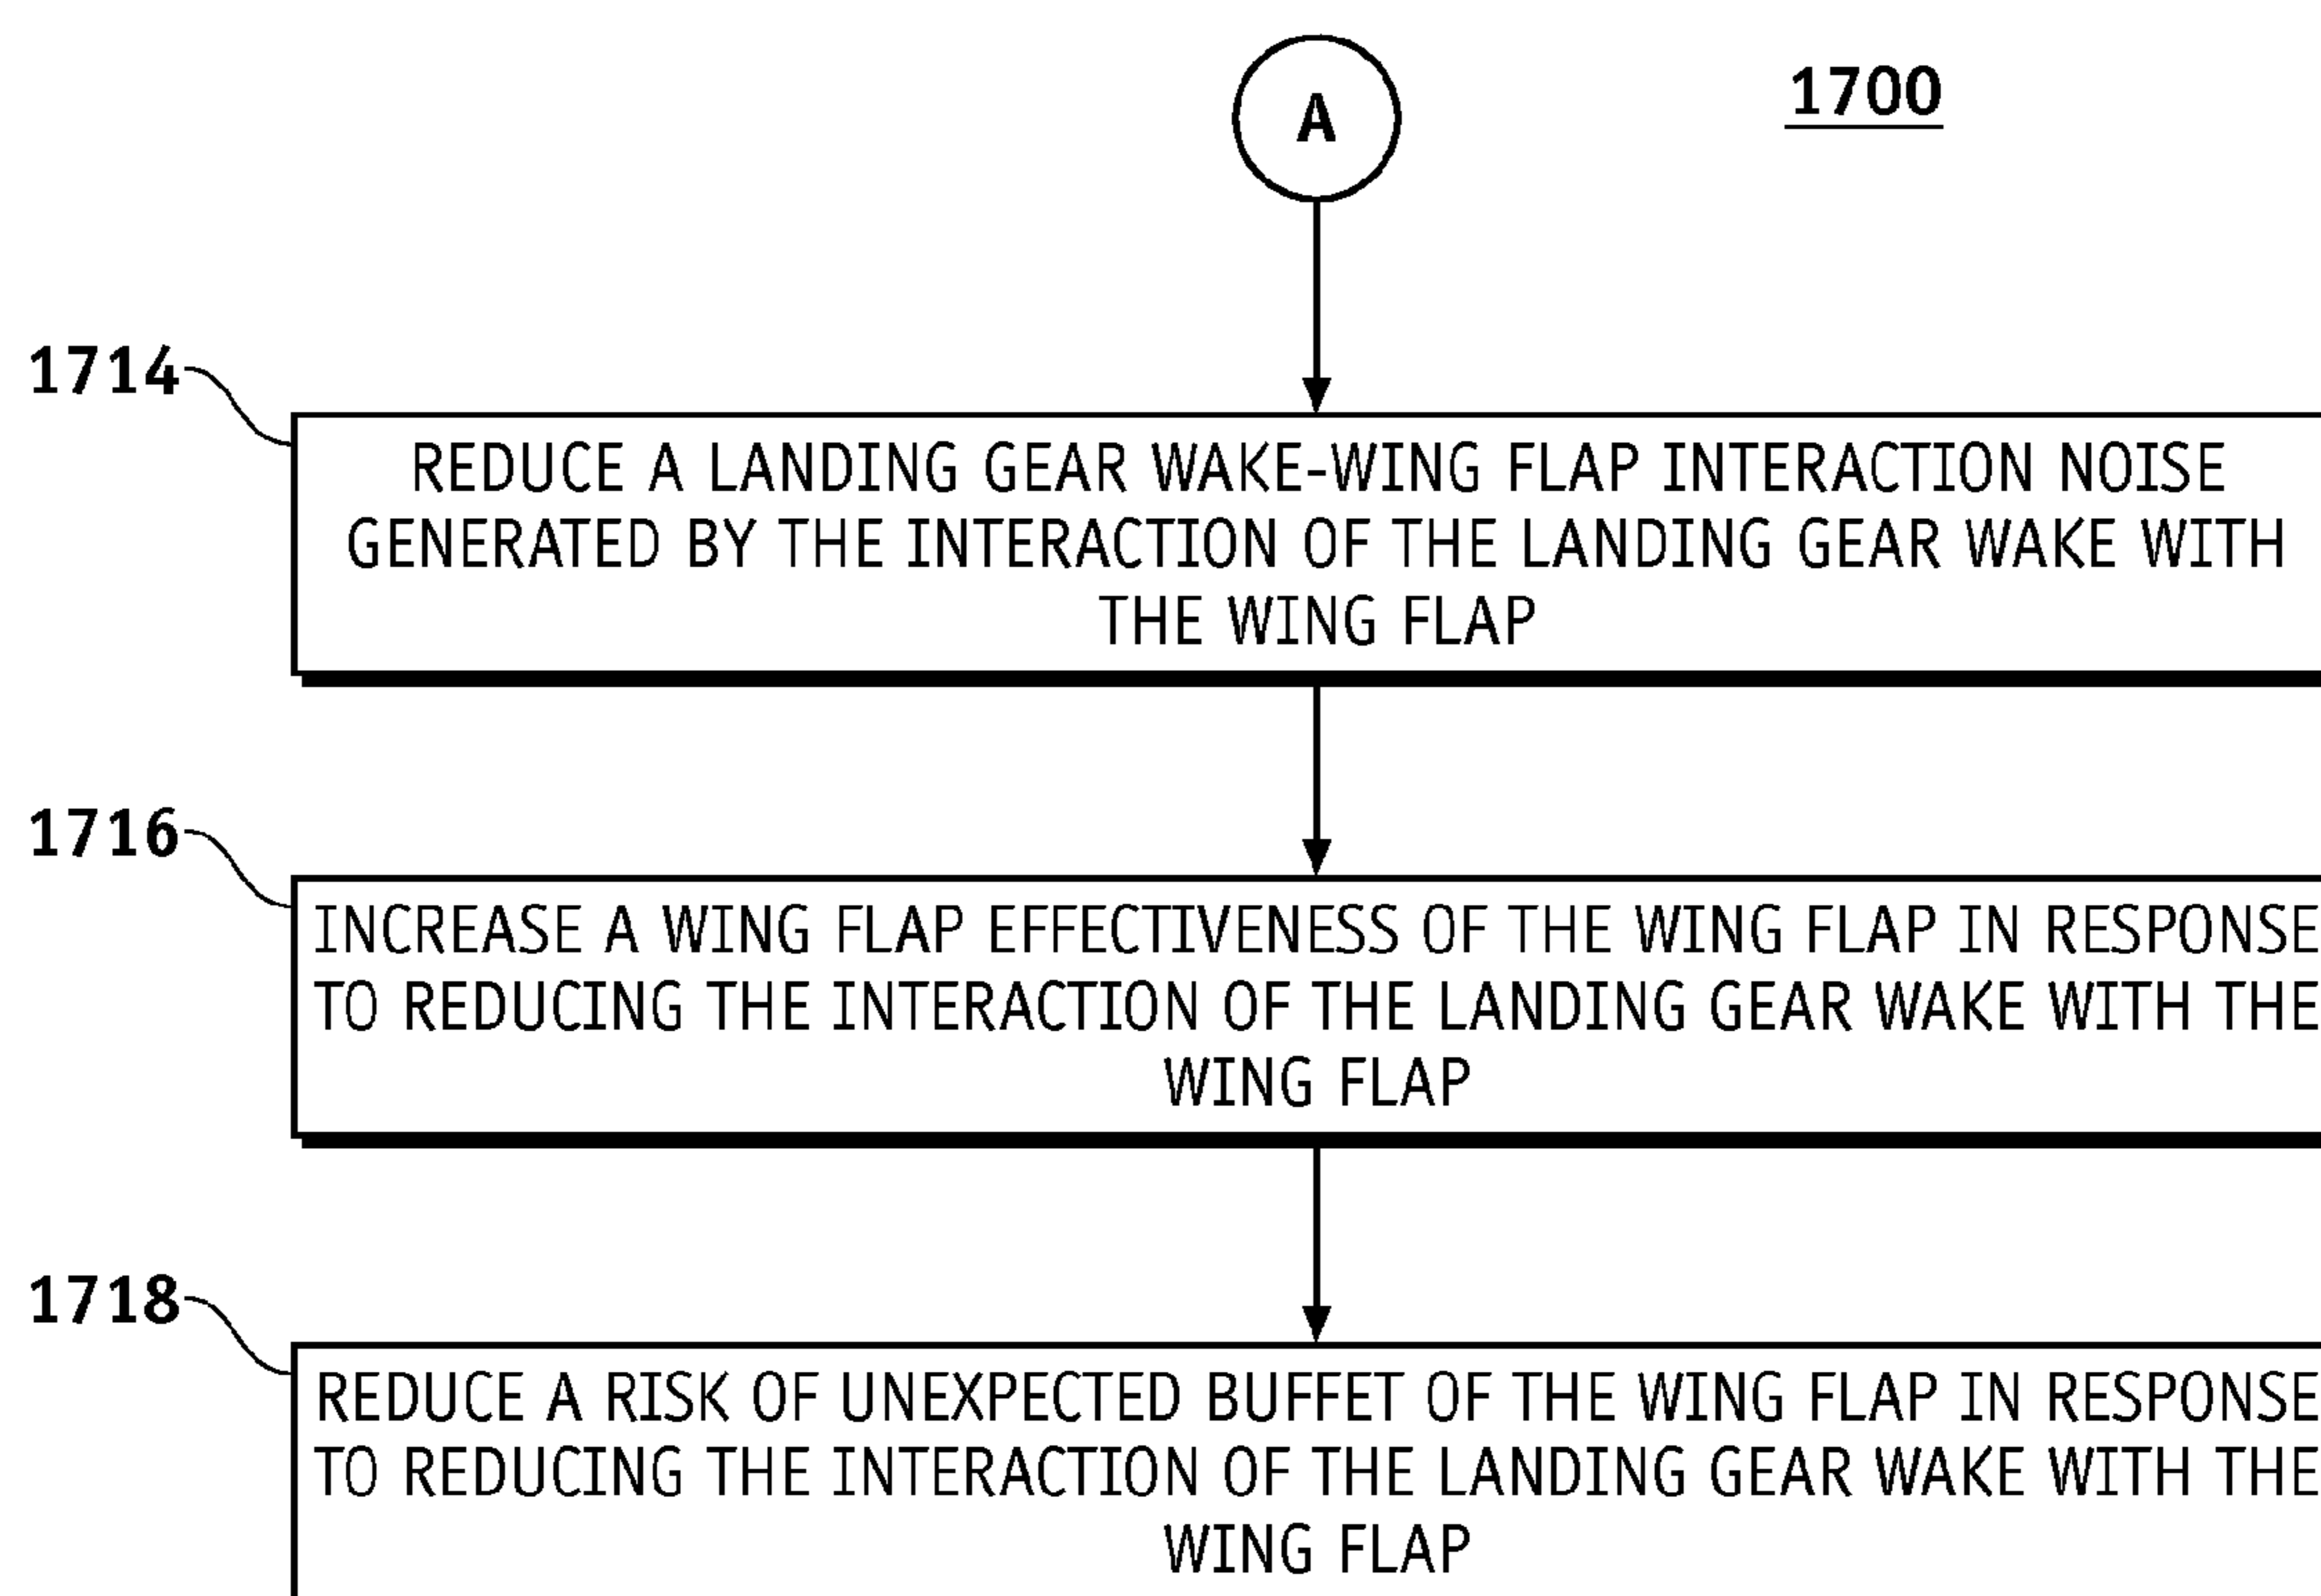 A
1700
1714
REDUCE A LANDING GEAR WAKE-WING FLAP INTERACTION NOISE
GENERATED BY THE INTERACTION OF THE LANDING GEAR WAKE WITH
THE WING FLAP
1716
INCREASE A WING FLAP EFFECTIVENESS OF THE WING FLAP IN RESPONSE
TO REDUCING THE INTERACTION OF THE LANDING GEAR WAKE WITH THE
WING FLAP
1718
REDUCE A RISK OF UNEXPECTED BUFFET OF THE WING FLAP IN RESPONSE
TO REDUCING THE INTERACTION OF THE LANDING GEAR WAKE WITH THE
WING FLAP